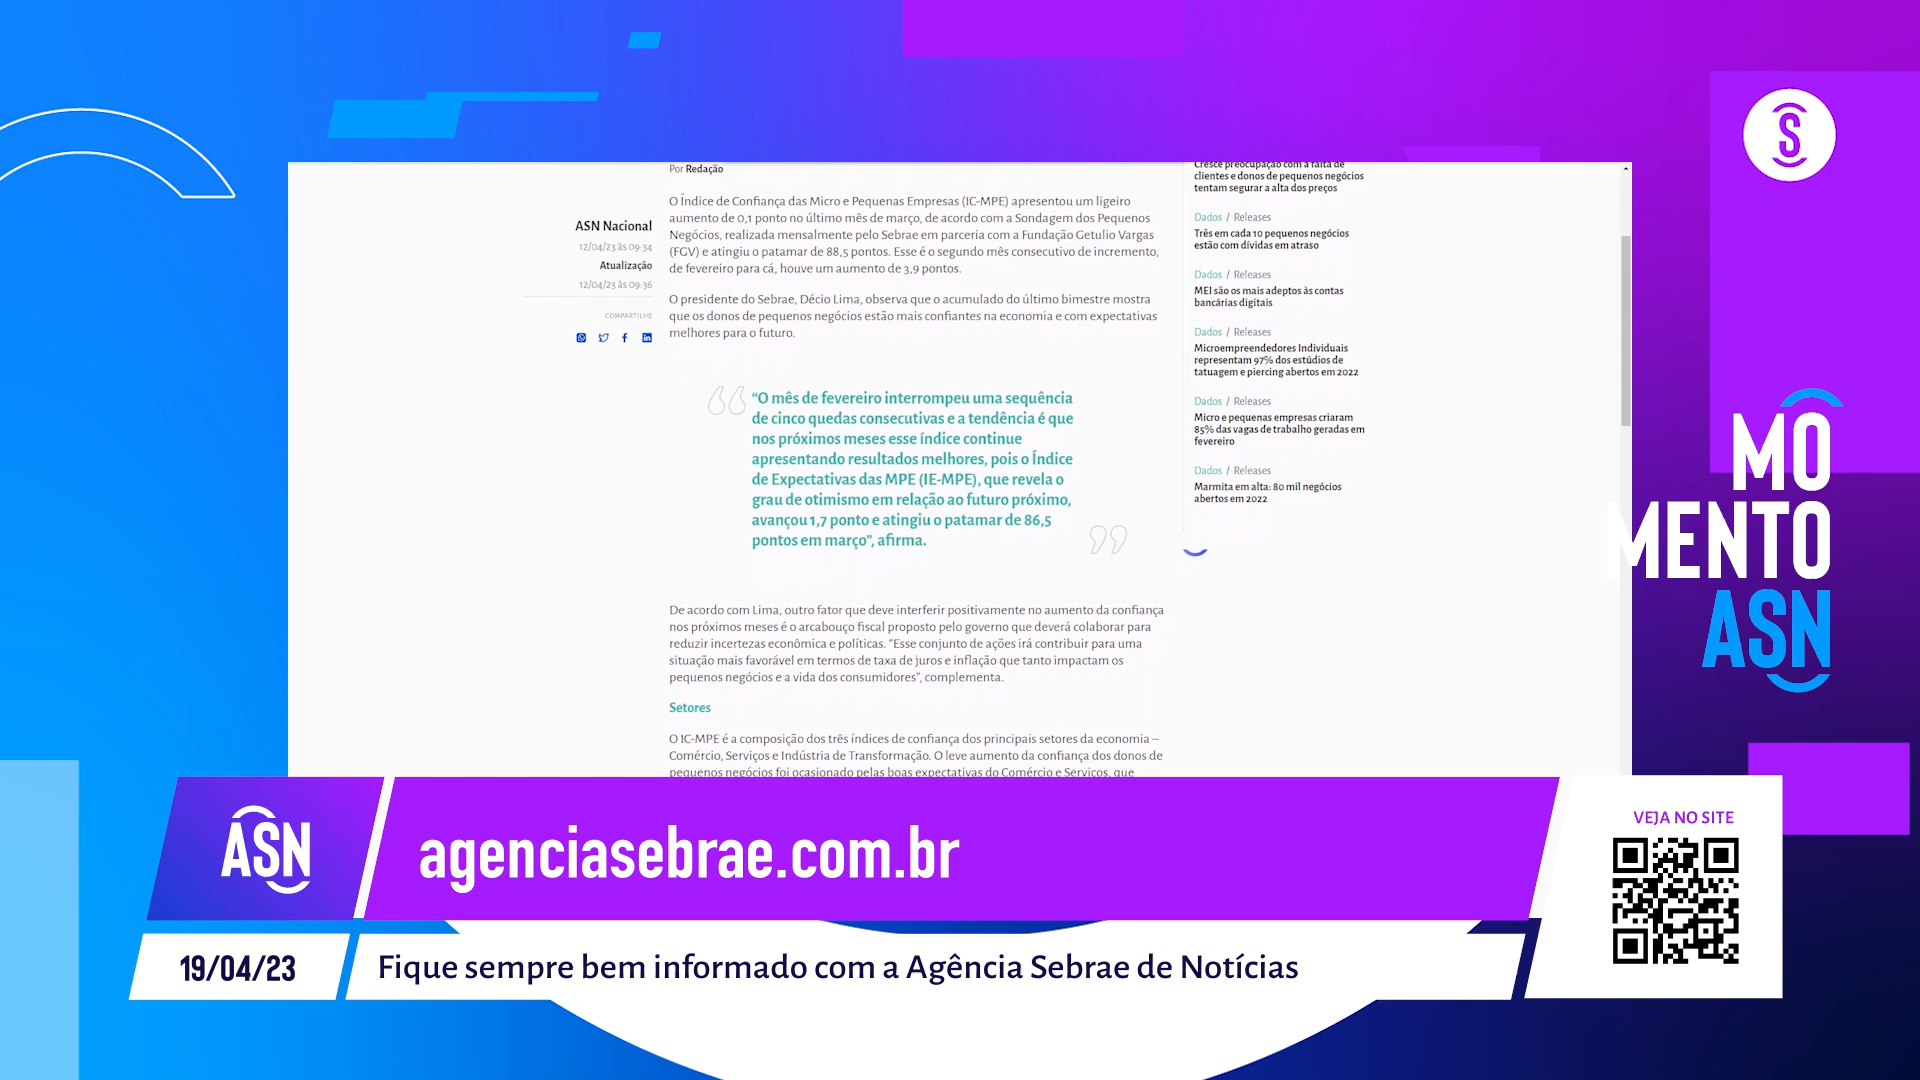 Por Redação
ASN Nacional
12/04/23 às 09:34
Atualização
12/04/23 às 09:36
COMPARTILHE
O Índice de Confiança das Micro e Pequenas Empresas (IC-MPE) apresentou um ligeiro
aumento de 0,1 ponto no último mês de março, de acordo com a Sondagem dos Pequenos
Negócios, realizada mensalmente pelo Sebrae em parceria com a Fundação Getulio Vargas
(FGV) e atingiu o patamar de 88,5 pontos. Esse é o segundo mês consecutivo de incremento,
de fevereiro para cá, houve um aumento de 3,9 pontos.
O presidente do Sebrae, Décio Lima, observa que o acumulado do último bimestre mostra
que os donos de pequenos negócios estão mais confiantes na economia e com expectativas
melhores para o futuro.
“O mês de fevereiro interrompeu uma sequência
de cinco quedas consecutivas e a tendência é que
nos próximos meses esse índice continue
apresentando resultados melhores, pois o Índice
de Expectativas das MPE (IE-MPE), que revela o
grau de otimismo em relação ao futuro próximo,
avançou 1,7 ponto e atingiu o patamar de 86,5
pontos em março”, afirma.
De acordo com Lima, outro fator que deve interferir positivamente no aumento da confiança
nos próximos meses é o arcabouço fiscal proposto pelo governo que deverá colaborar para
reduzir incertezas econômica e políticas. “Esse conjunto de ações irá contribuir para uma
situação mais favorável em termos de taxa de juros e inflação que tanto impactam os
pequenos negócios e a vida dos consumidores”, complementa.
Setores
O IC-MPE é a composição dos três índices de confiança dos principais setores da economia –
Comércio, Serviços e Indústria de Transformação. O leve aumento da confiança dos donos de
pequenos negócios foi ocasionado pelas boas expectativas do Comércio e Serviços, que
Cresce preocupação com a falta de
clientes e donos de pequenos negócios
tentam segurar a alta dos preços
Dados / Releases
Três em cada 10 pequenos negócios
estão com dívidas em atraso
Dados / Releases
MEI são os mais adeptos às contas
bancárias digitais
Dados / Releases
Microempreendedores Individuais
representam 97% dos estúdios de
tatuagem e piercing abertos em 2022
Dados / Releases
Micro e pequenas empresas criaram
85% das vagas de trabalho geradas em
fevereiro
Dados / Releases
Marmita em alta: 80 mil negócios
abertos em 2022
S
MO
MENTO
ASN
ASN
agenciasebrae.com.br
VEJA NO SITE
19/04/23
Fique sempre bem informado com a Agência Sebrae de Notícias